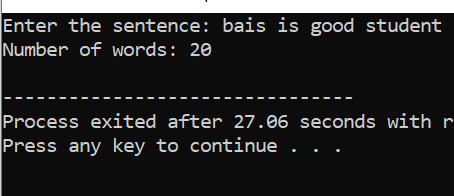 Enter the sentence: bais is good student
Number of words: 20
--------------------------------
Process exited after 27.06 seconds with r
Press any key to continue . . .